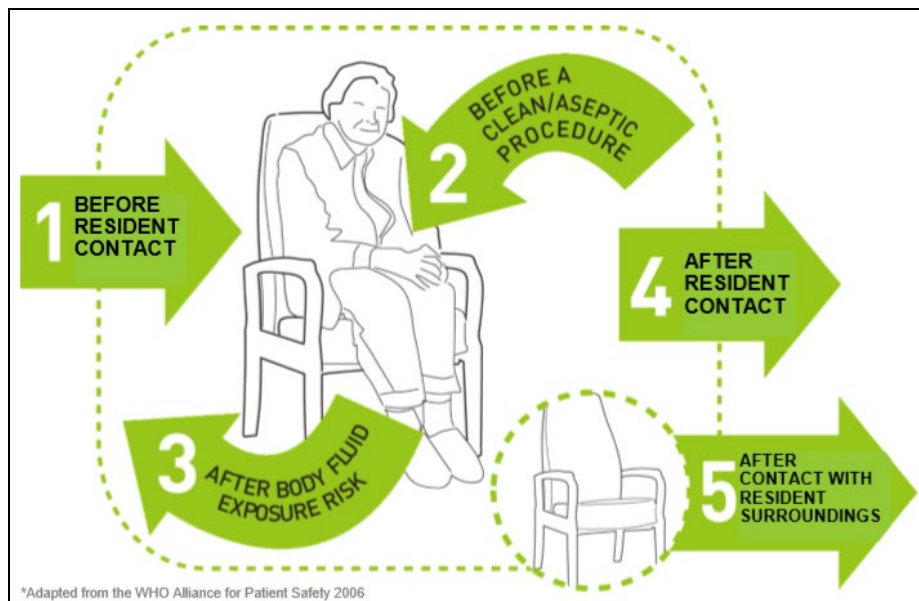 1 BEFORE
RESIDENT
CONTACT
2 BEFORE A
CLEAN/ASEPTIC
PROCEDURE
3 AFTER BODY FLUID
EXPOSURE RISK
4 AFTER
RESIDENT
CONTACT
5 AFTER
CONTACT WITH
RESIDENT
SURROUNDINGS
*Adapted from the WHO Alliance for Patient Safety 2006